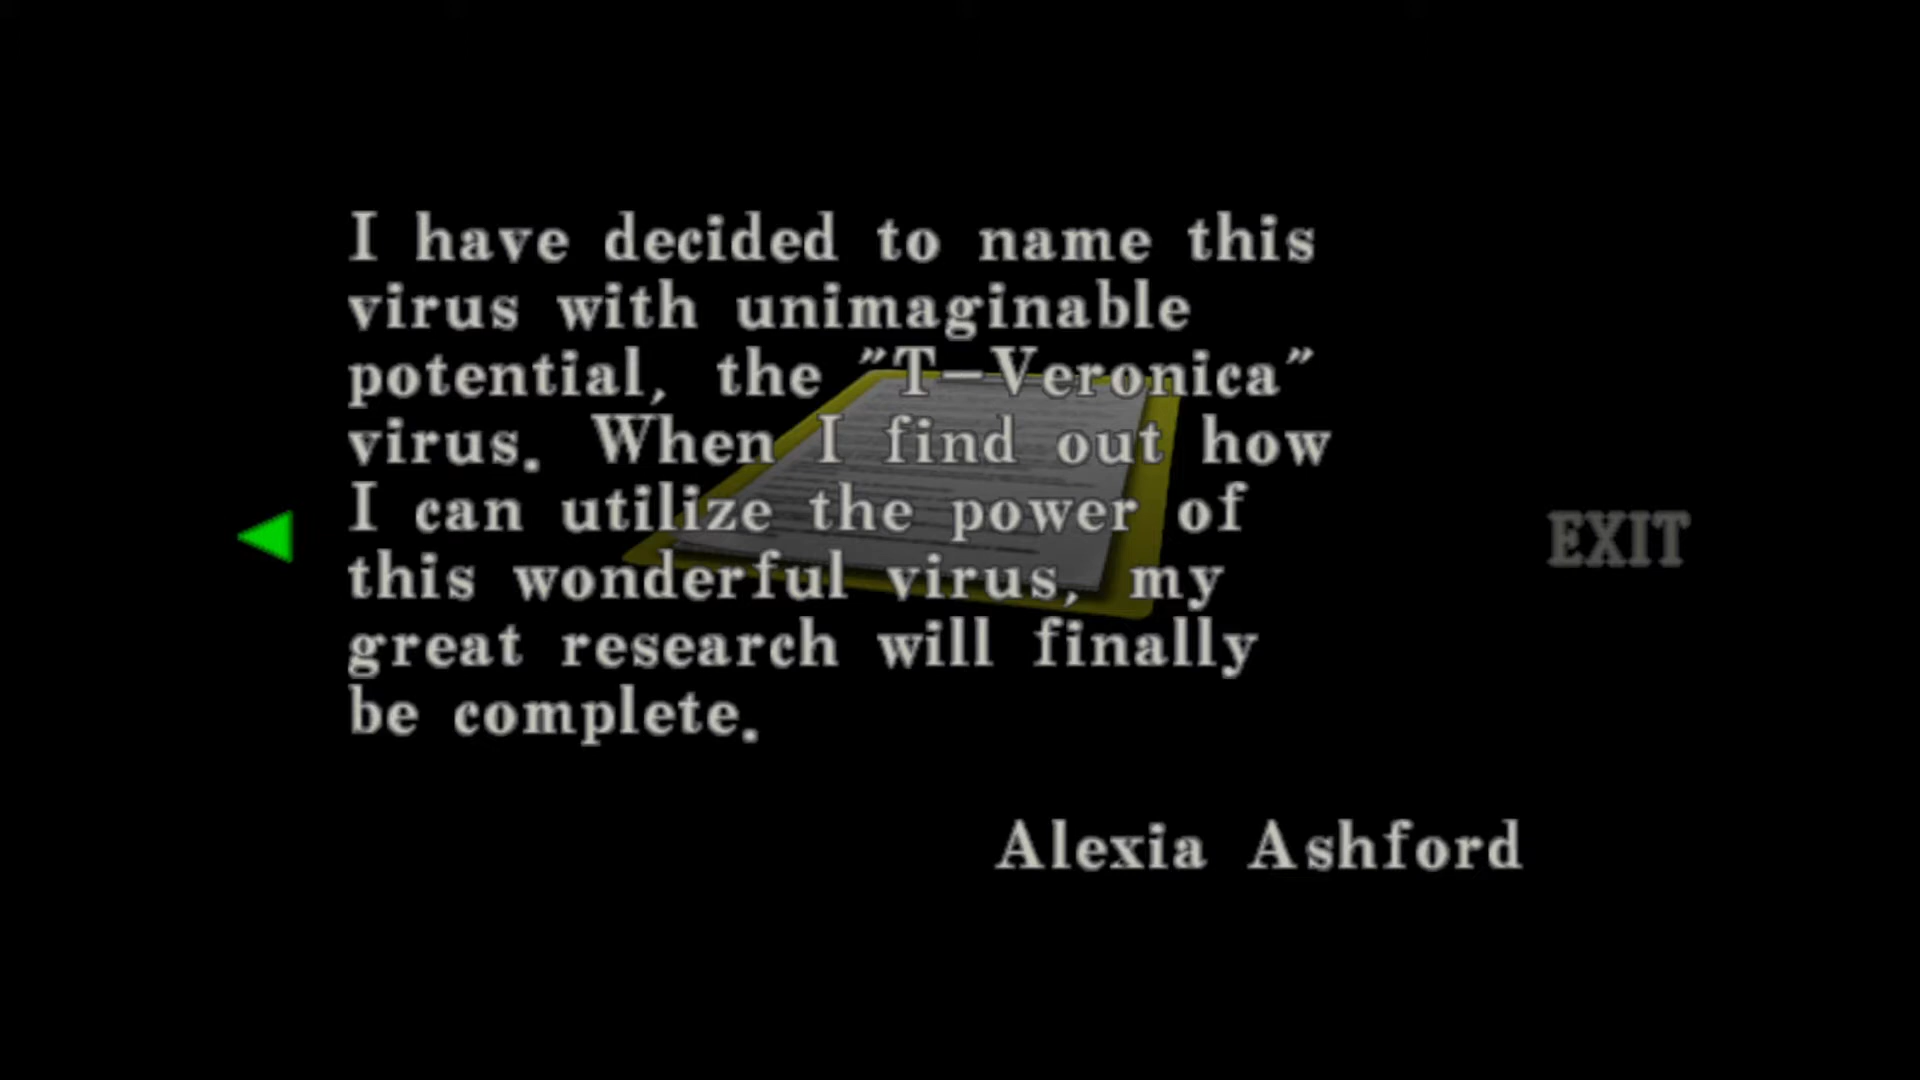 I have decided to name this
virus with unimaginable
potential, the "T-Veronica"
virus. When I find out how
I can utilize the power of
this wonderful virus, my
great research will finally
be complete.
EXIT
Alexia Ashford